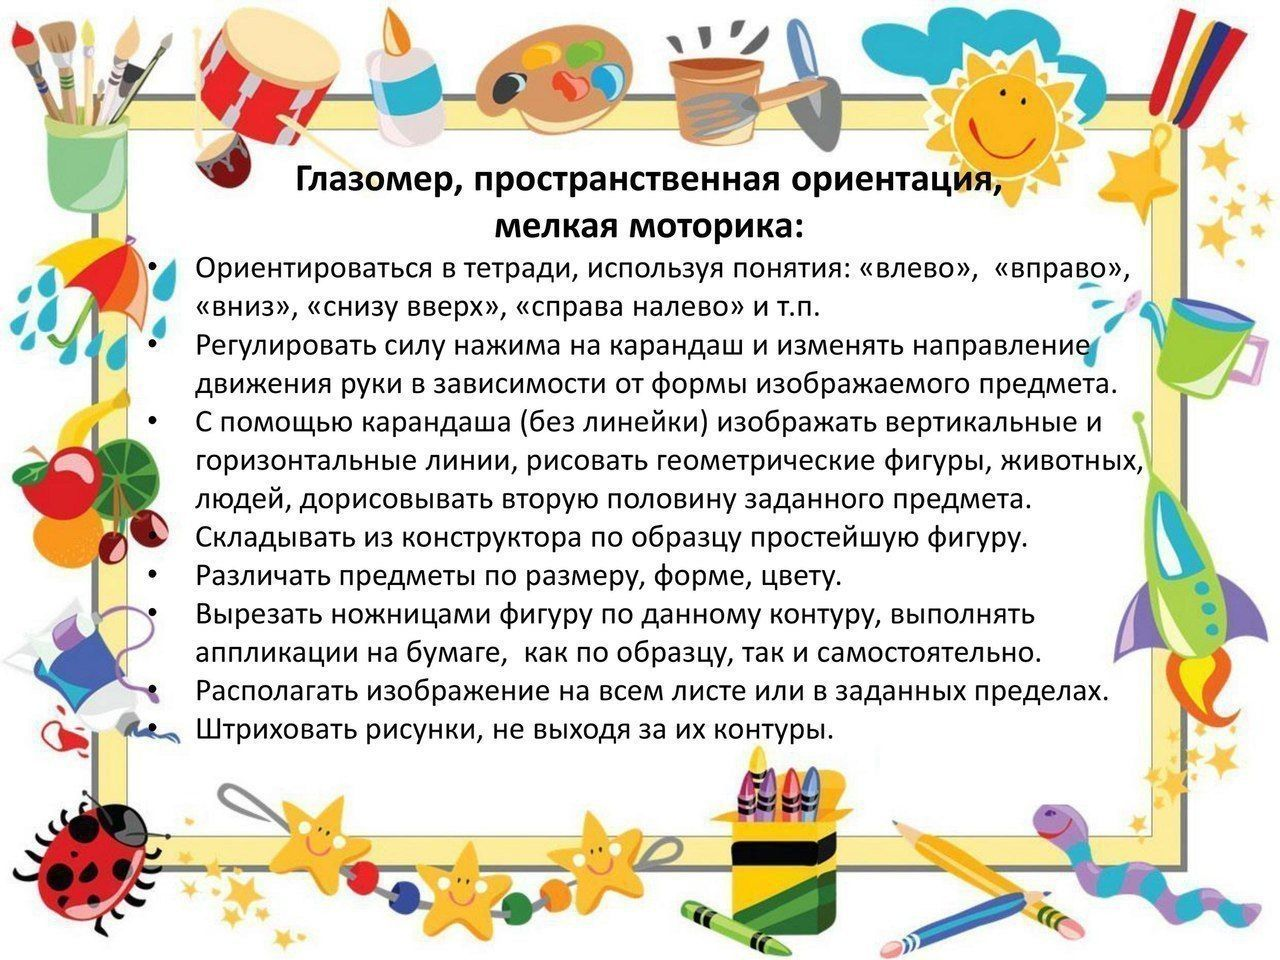 Глазомер, пространственная ориентация,
мелкая моторика:
• Ориентироваться в тетради, используя понятия: «влево», «вправо»,
«вниз», «снизу вверх», «справа налево» и т.п.
• Регулировать силу нажима на карандаш и изменять направление
движения руки в зависимости от формы изображаемого предмета.
• С помощью карандаша (без линейки) изображать вертикальные и
горизонтальные линии, рисовать геометрические фигуры, животных,
людей, дорисовывать вторую половину заданного предмета.
• Складывать из конструктора по образцу простейшую фигуру.
• Различать предметы по размеру, форме, цвету.
• Вырезать ножницами фигуру по данному контуру, выполнять
аппликации на бумаге, как по образцу, так и самостоятельно.
• Располагать изображение на всем листе или в заданных пределах.
• Штриховать рисунки, не выходя за их контуры.